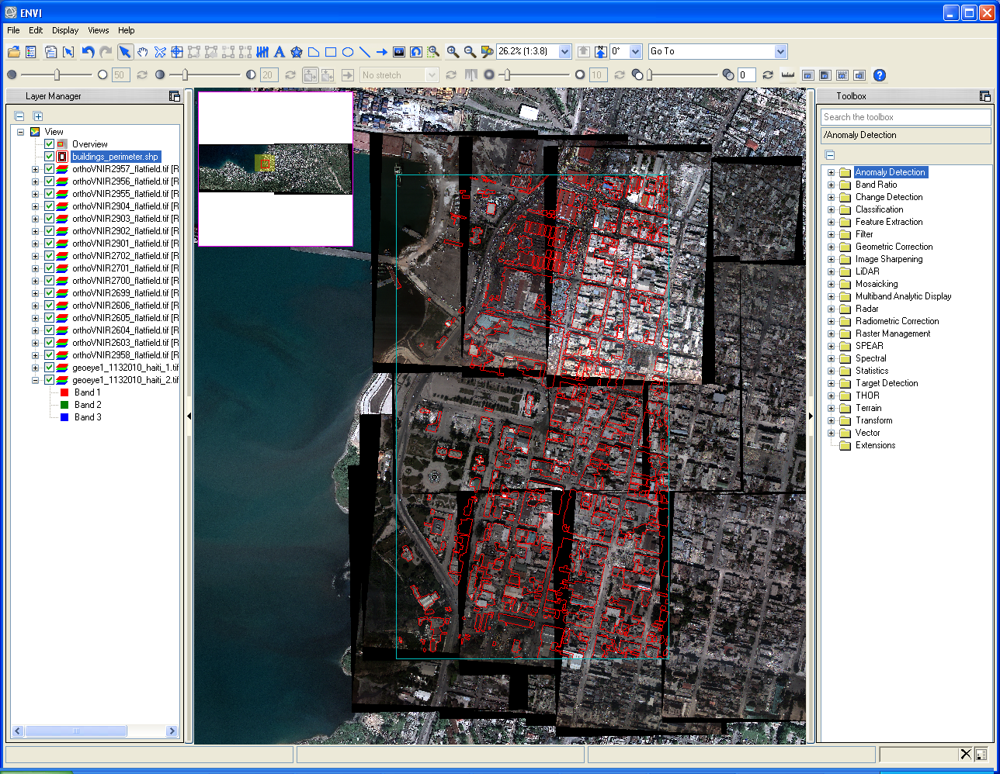 ENVI
File Edit Display Views Help
26.2% (1:3.8) 0° Go To
50 20 No stretch 10 0
Layer Manager
View
Overview
buildings_perimeter.shp
orthoVNIR2957_flatfield.tif [R
orthoVNIR2956_flatfield.tif [R
orthoVNIR2955_flatfield.tif [R
orthoVNIR2904_flatfield.tif [R
orthoVNIR2903_flatfield.tif [R
orthoVNIR2902_flatfield.tif [R
orthoVNIR2901_flatfield.tif [R
orthoVNIR2702_flatfield.tif [R
orthoVNIR2701_flatfield.tif [R
orthoVNIR2700_flatfield.tif [R
orthoVNIR2699_flatfield.tif [R
orthoVNIR2606_flatfield.tif [R
orthoVNIR2605_flatfield.tif [R
orthoVNIR2604_flatfield.tif [R
orthoVNIR2603_flatfield.tif [R
orthoVNIR2958_flatfield.tif [R
geoeye1_1132010_haiti_1.tif
geoeye1_1132010_haiti_2.tif
Band 1
Band 2
Band 3
Toolbox
Search the toolbox
/Anomaly Detection
Anomaly Detection
Band Ratio
Change Detection
Classification
Feature Extraction
Filter
Geometric Correction
Image Sharpening
LiDAR
Mosaicking
Multiband Analytic Display
Radar
Radiometric Correction
Raster Management
SPEAR
Spectral
Statistics
Target Detection
THOR
Terrain
Transform
Vector
Extensions